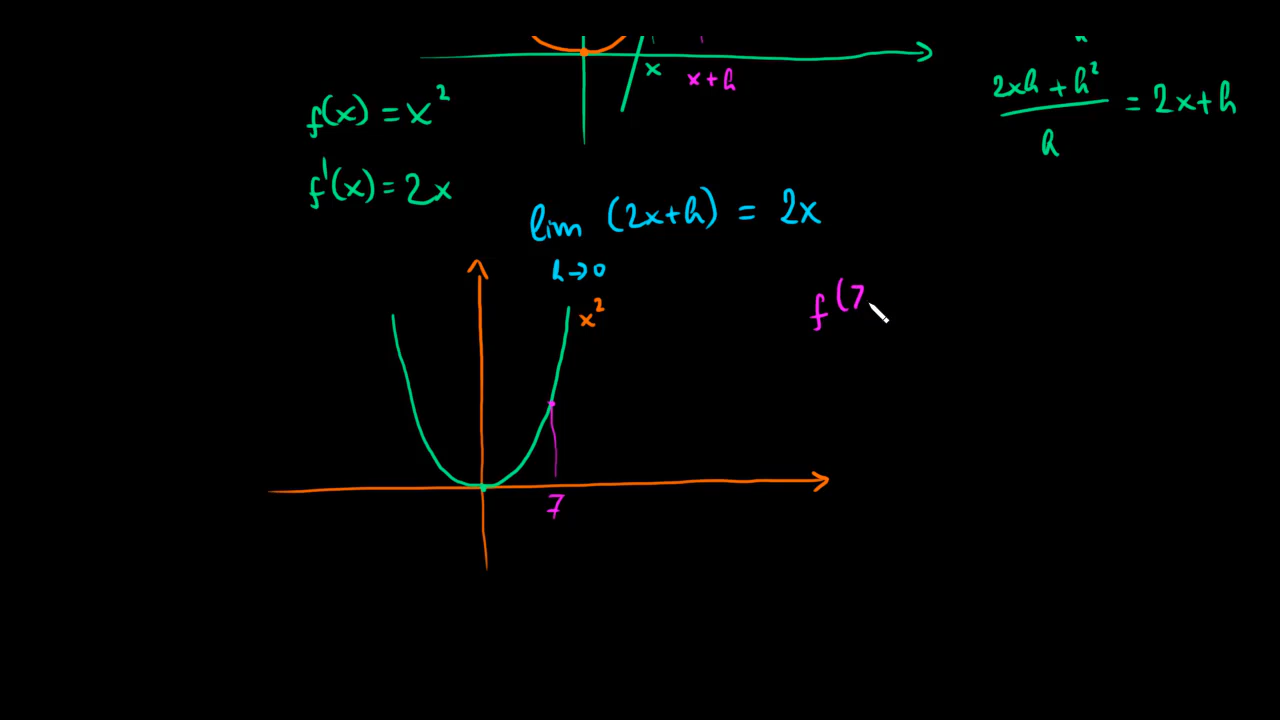 x
x + h
f(x) = x²
2xh + h²
/ h = 2x + h
f'(x) = 2x
lim (2x+h) = 2x
h → 0
x²
f(7
7